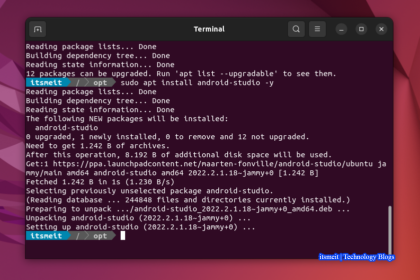 Terminal
Reading package lists... Done
Building dependency tree... Done
Reading state information... Done
12 packages can be upgraded. Run 'apt list --upgradable' to see them.
itsmeit / opt sudo apt install android-studio -y
Reading package lists... Done
Building dependency tree... Done
Reading state information... Done
The following NEW packages will be installed:
android-studio
0 upgraded, 1 newly installed, 0 to remove and 12 not upgraded.
Need to get 1.242 B of archives.
After this operation, 8.192 B of additional disk space will be used.
Get:1 https://ppa.launchpadcontent.net/maarten-fonville/android-studio/ubuntu ja
mmy/main amd64 android-studio amd64 2022.2.1.18~jammy+0 [1.242 B]
Fetched 1.242 B in 1s (1.230 B/s)
Selecting previously unselected package android-studio.
(Reading database ... 244848 files and directories currently installed.)
Preparing to unpack .../android-studio_2022.2.1.18~jammy+0_amd64.deb ...
Unpacking android-studio (2022.2.1.18~jammy+0) ...
Setting up android-studio (2022.2.1.18~jammy+0) ...
itsmeit / opt
itsmeit | Technology Blogs